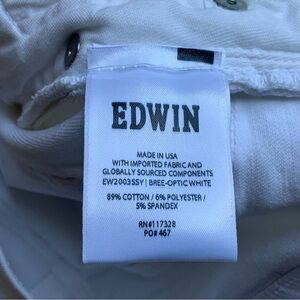 EDWIN
MADE IN USA
WITH IMPORTED FABRIC AND
GLOBALLY SOURCED COMPONENTS
EW2003SSY | BREE-OPTIC WHITE
89% COTTON / 6% POLYESTER /
5% SPANDEX
RN#117328
PO# 467